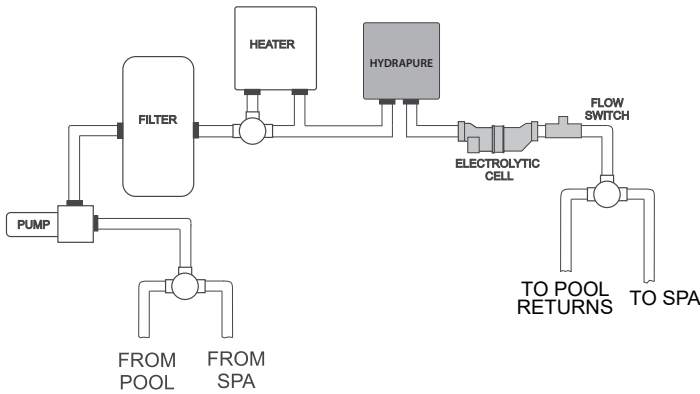 HEATER
HYDRAPURE
FILTER
FLOW
SWITCH
ELECTROLYTIC
CELL
PUMP
TO POOL
RETURNS
TO SPA
FROM
POOL
FROM
SPA